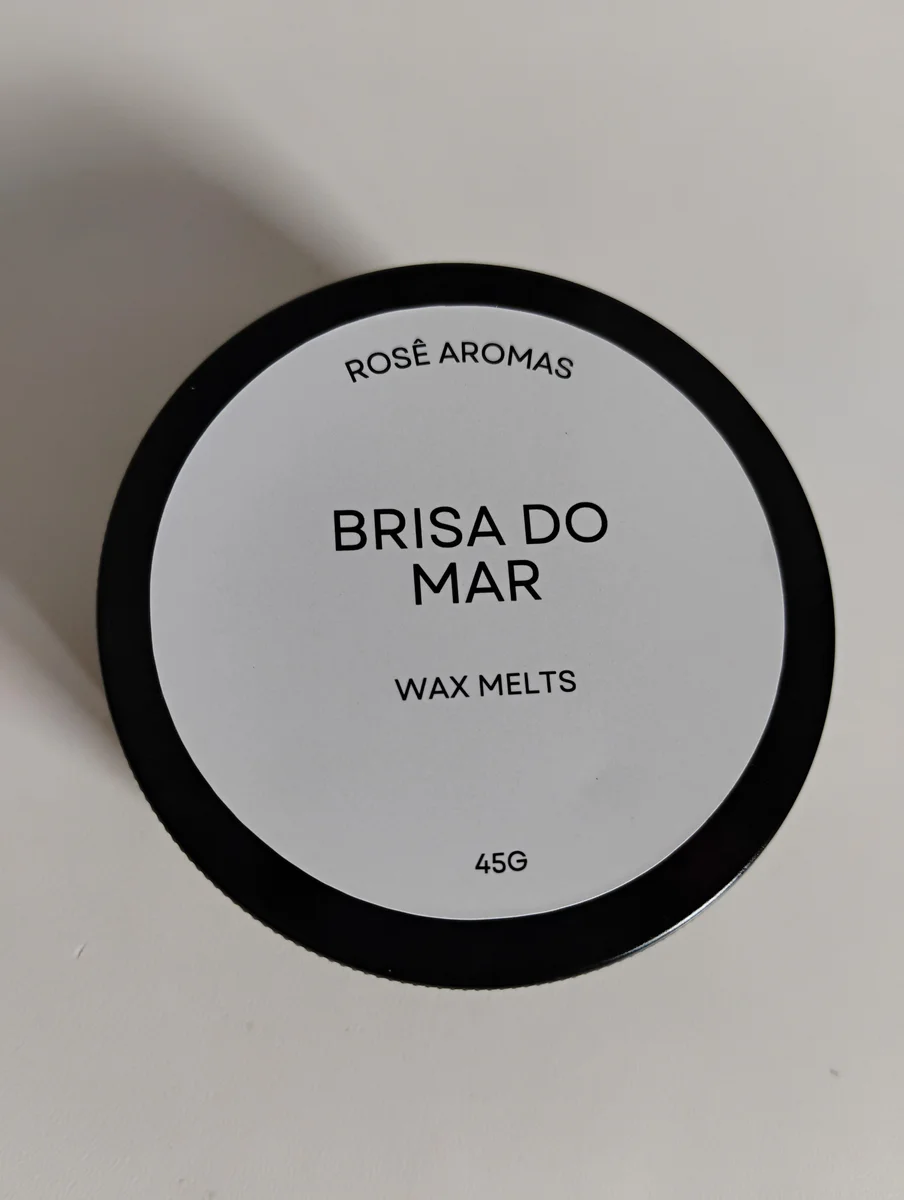 ROSÊ AROMAS
BRISA DO
MAR
WAX MELTS
45G